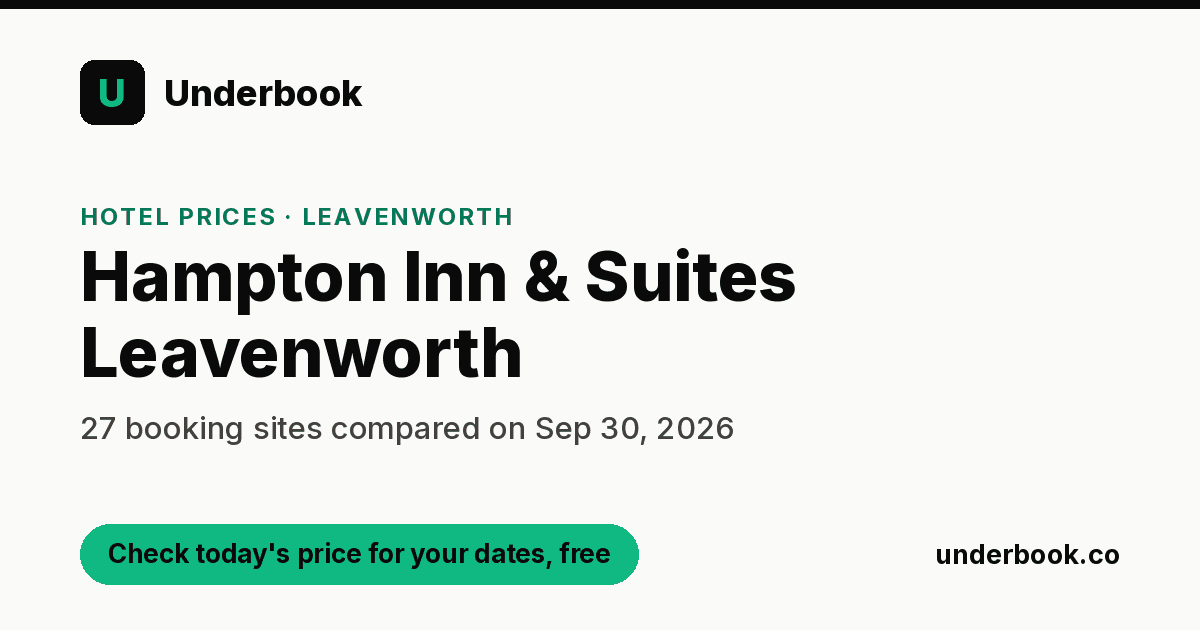 U Underbook
HOTEL PRICES · LEAVENWORTH
Hampton Inn & Suites
Leavenworth
27 booking sites compared on Sep 30, 2026
Check today's price for your dates, free
underbook.co